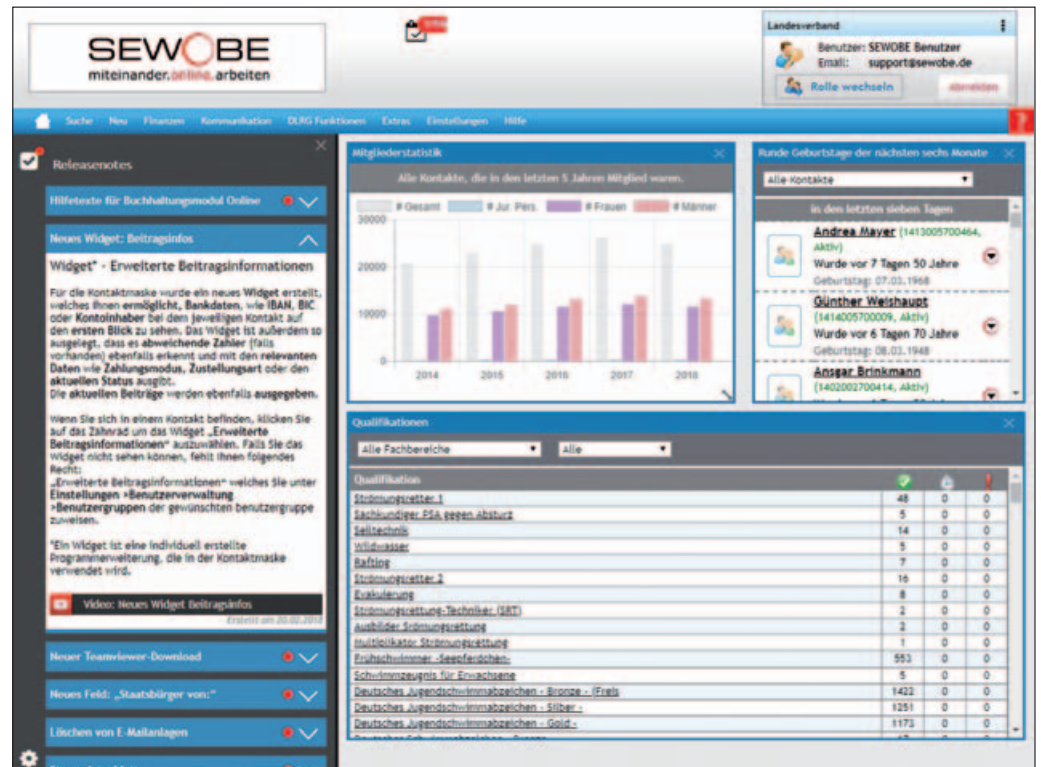 SEWOBE
miteinander.online.arbeiten
Landesverband
Benutzer: SEWOBE Benutzer
Email: support@sewobe.de
Rolle wechseln
Abmelden
Suche Neu Finanzen Kommunikation DLRG Funktionen Extras Einstellungen Hilfe
?
Releasenotes
Hilfetexte für Buchhaltungsmodul Online
Neues Widget: Beitragsinfos
Widget* - Erweiterte Beitragsinformationen
Für die Kontaktmaske wurde ein neues Widget erstellt,
welches Ihnen ermöglicht, Bankdaten, wie IBAN, BIC
oder Kontoinhaber bei dem jeweiligen Kontakt auf
den ersten Blick zu sehen. Das Widget ist außerdem so
ausgelegt, dass es abweichende Zahler (falls
vorhanden) ebenfalls erkennt und mit den relevanten
Daten wie Zahlungsmodus, Zustellungsart oder den
aktuellen Status ausgibt.
Die aktuellen Beiträge werden ebenfalls ausgegeben.
Wenn Sie sich in einem Kontakt befinden, klicken Sie
auf das Zahnrad um das Widget „Erweiterte
Beitragsinformationen“ auszuwählen. Falls Sie das
Widget nicht sehen können, fehlt Ihnen folgendes
Recht:
„Erweiterte Beitragsinformationen“ welches Sie unter
Einstellungen >Benutzerverwaltung
>Benutzergruppen der gewünschten benutzergruppe
zuweisen.
*Ein Widget ist eine individuell erstellte
Programmerweiterung, die in der Kontaktmaske
verwendet wird.
Video: Neues Widget Beitragsinfos
Erstellt am 20.02.2018
Neuer Teamviewer-Download
Neues Feld: „Staatsbürger von:“
Löschen von E-Mailanlagen
Mitgliederstatistik
Alle Kontakte, die in den letzten 5 Jahren Mitglied waren.
# Gesamt # Jur. Pers. # Frauen # Männer
30000
20000
10000
0
2014 2015 2016 2017 2018
Runde Geburtstage der nächsten sechs Monate
Alle Kontakte
in den letzten sieben Tagen
Andrea Mayer (1413005700464,
Aktiv)
Wurde vor 7 Tagen 50 Jahre
Geburtstag: 07.03.1968
Günther Weishaupt
(1414005700009, Aktiv)
Wurde vor 6 Tagen 70 Jahre
Geburtstag: 08.03.1948
Ansgar Brinkmann
(1402002700414, Aktiv)
Qualifikationen
Alle Fachbereiche Alle
Qualifikation
Strömungsretter 1 48 0 0
Sachkundiger PSA gegen Absturz 5 0 0
Seiltechnik 14 0 0
Wildwasser 5 0 0
Rafting 7 0 0
Strömungsretter 2 16 0 0
Evakuierung 8 0 0
Strömungsrettung-Techniker (SRT) 2 0 0
Ausbilder Srömungsrettung 2 0 0
Multiplikator Strömungsrettung 1 0 0
Frühschwimmer -Seepferdchen- 553 0 0
Schwimmzeugnis für Erwachsene 5 0 0
Deutsches Jugendschwimmabzeichen - Bronze - (Freis 1422 0 0
Deutsches Jugendschwimmabzeichen - Silber - 1251 0 0
Deutsches Jugendschwimmabzeichen - Gold - 1173 0 0